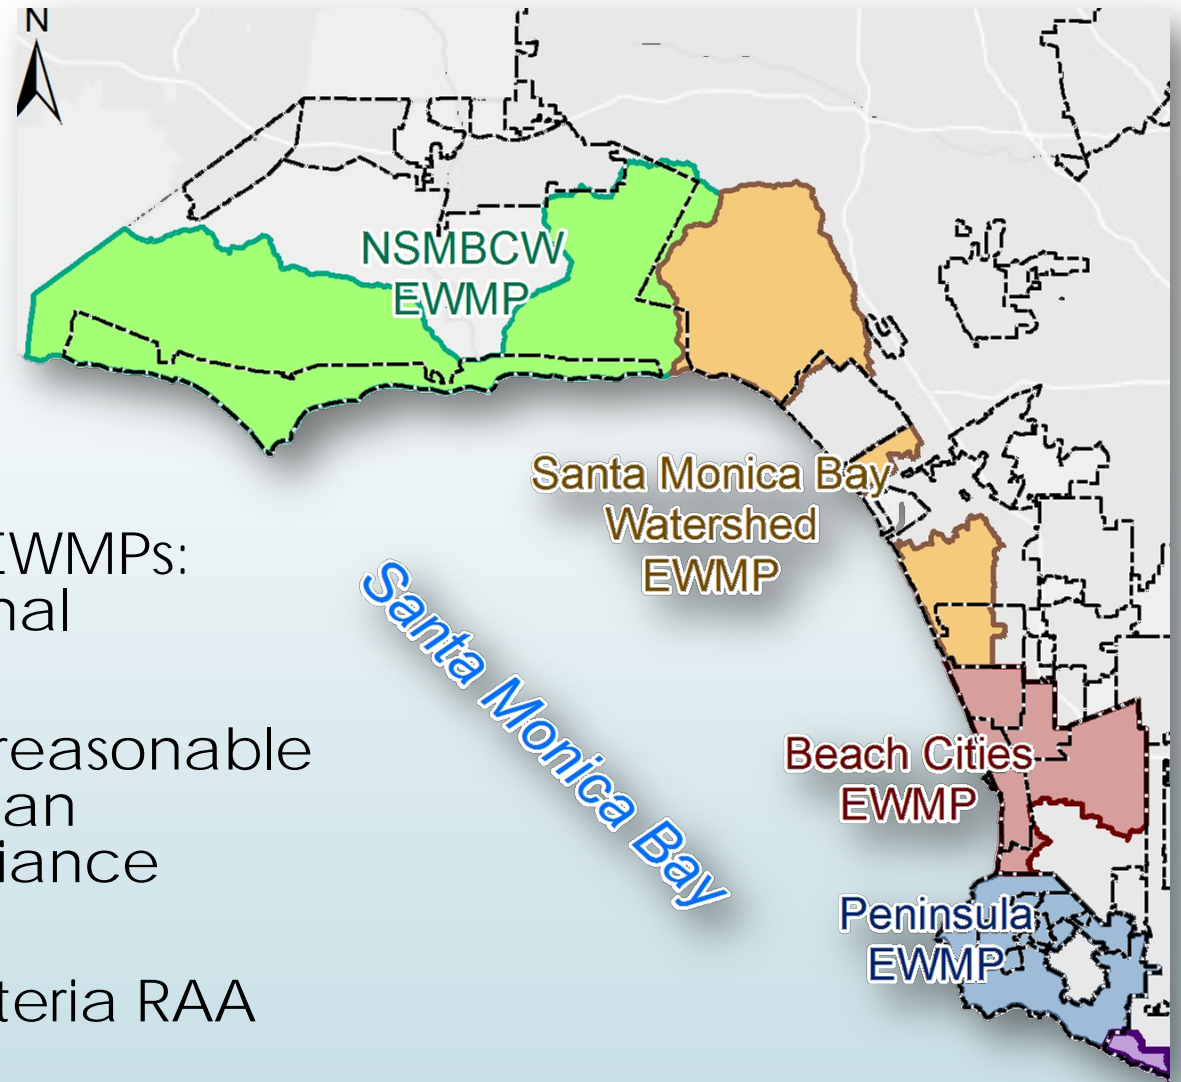 N
NSMBCW
EWMP
Santa Monica Bay
Watershed
EWMP
EWMPs:
nal
Santa Monica Bay
reasonable
an
Beach Cities
EWMP
iance
Peninsula
EWMP
teria RAA